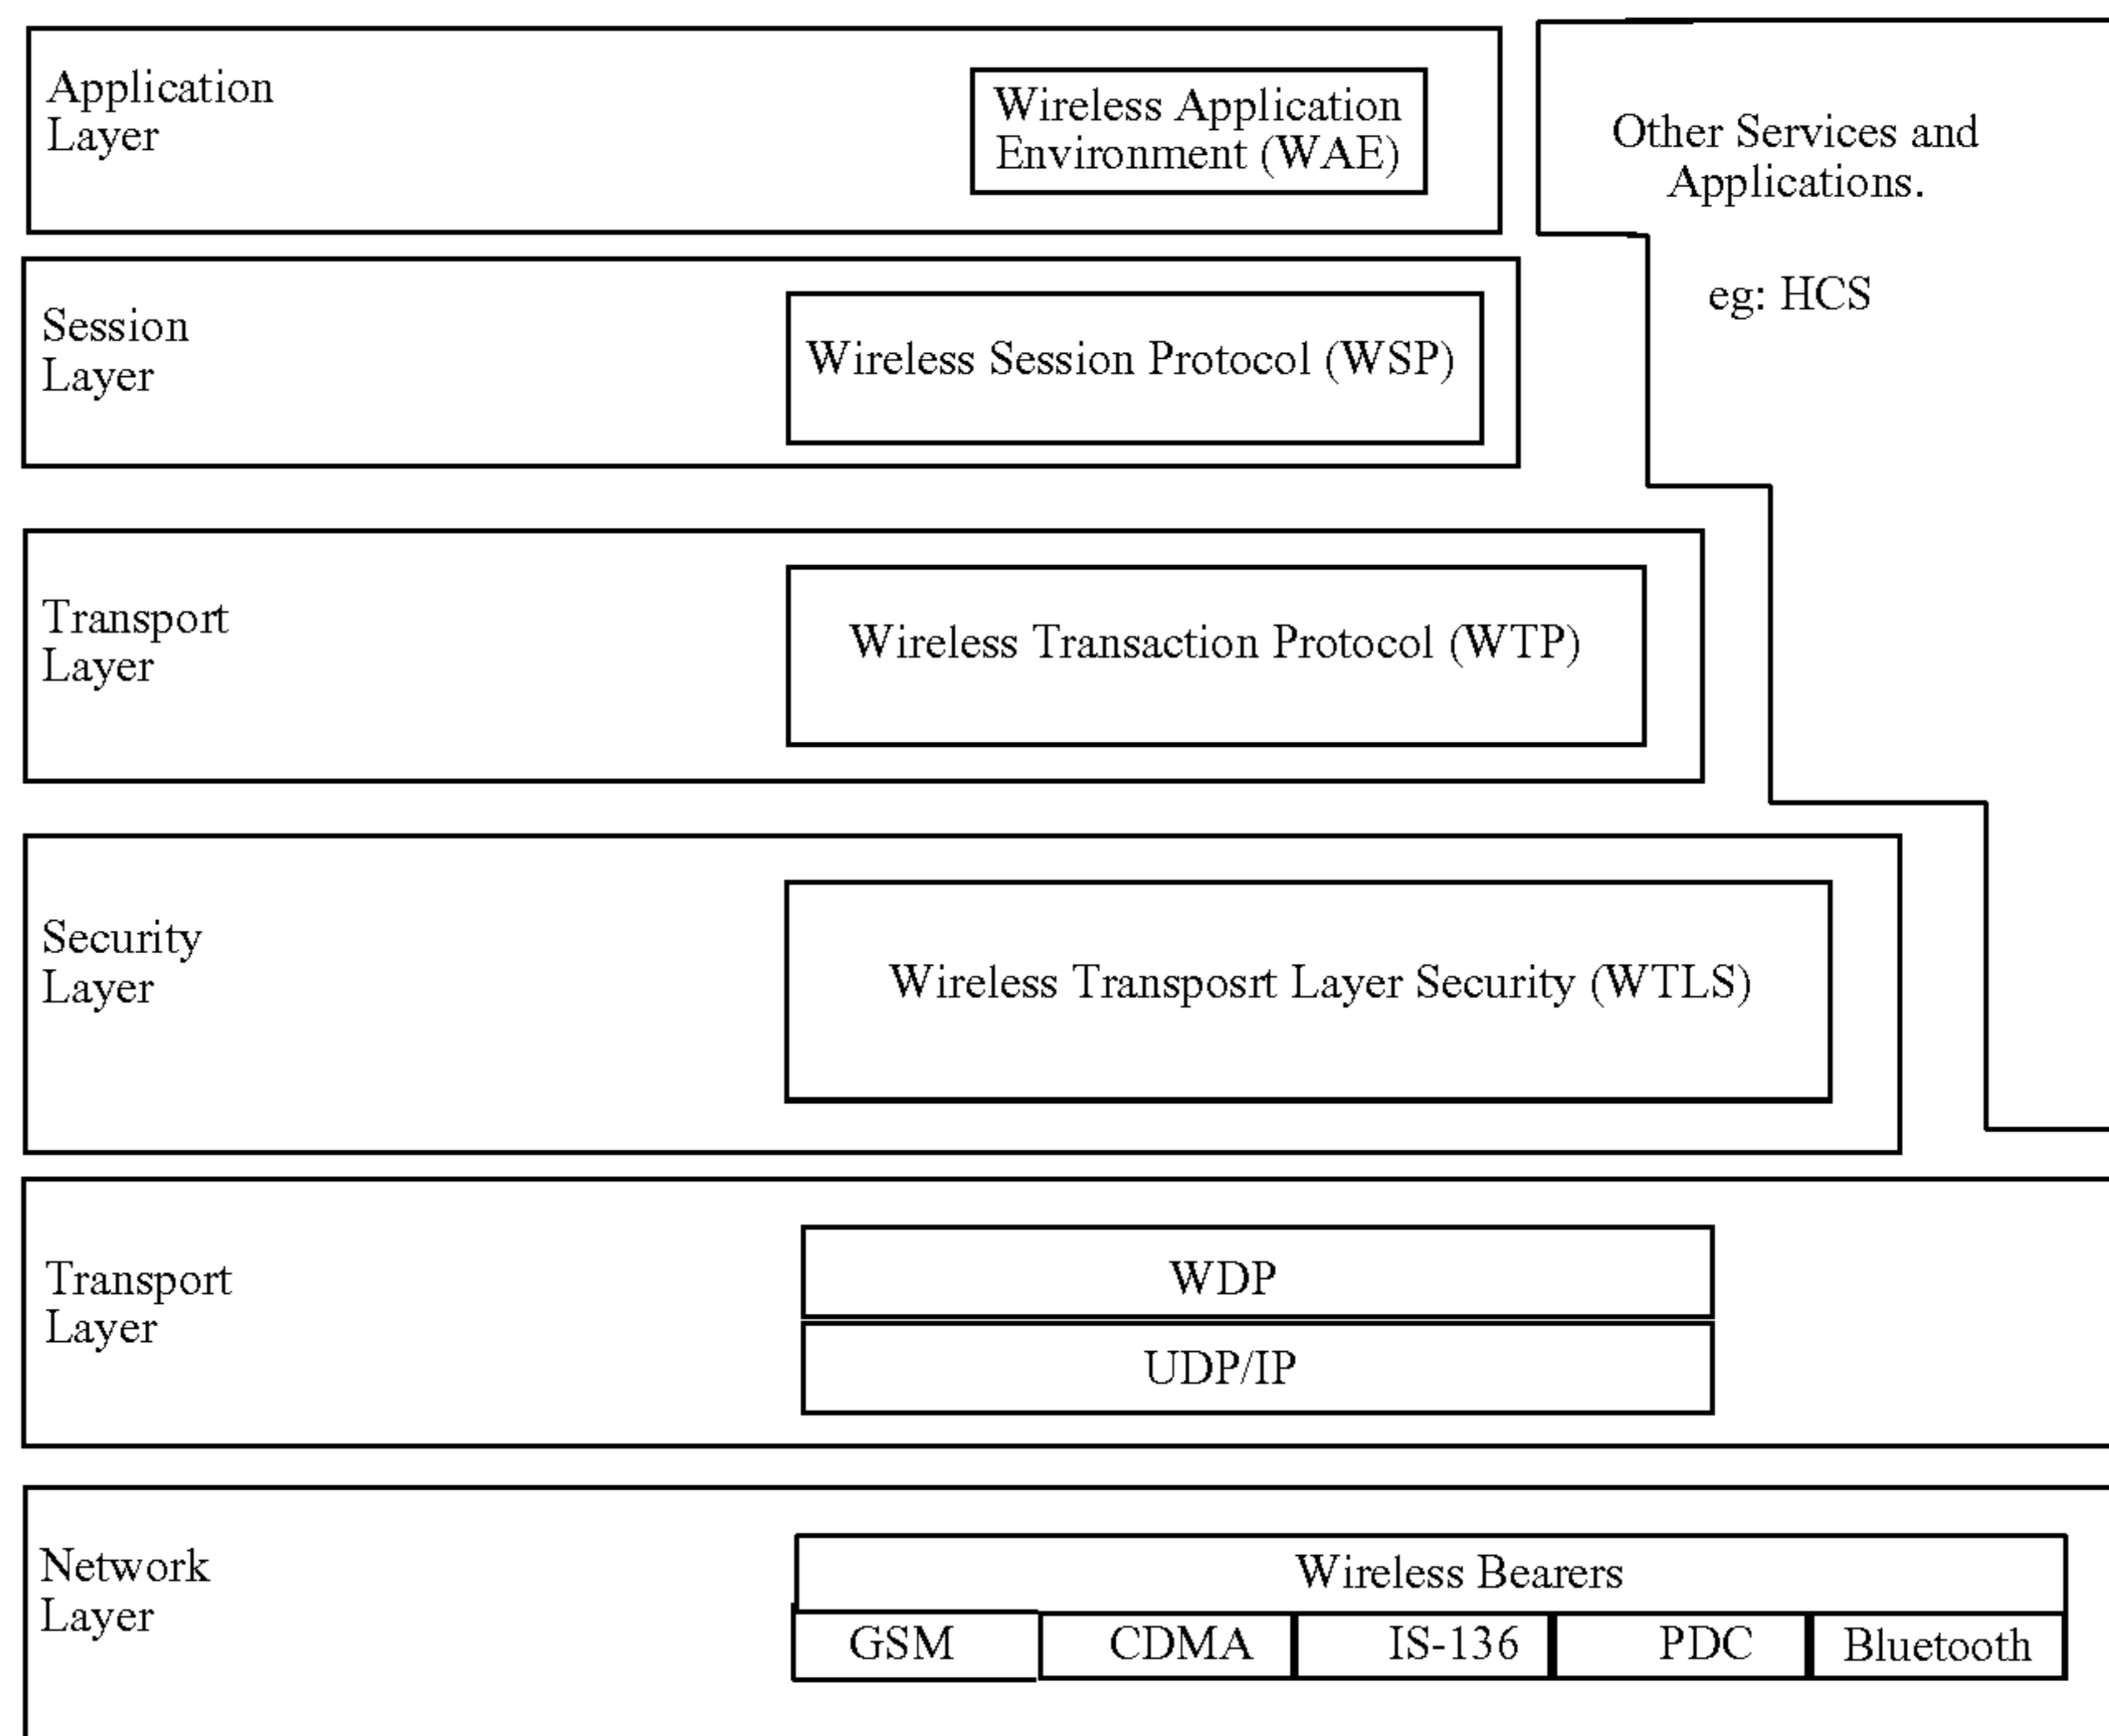 Application
Layer
Wireless Application
Environment (WAE)
Other Services and
Applications.
eg: HCS
Session
Layer
Wireless Session Protocol (WSP)
Transport
Layer
Wireless Transaction Protocol (WTP)
Security
Layer
Wireless Transposrt Layer Security (WTLS)
Transport
Layer
WDP
UDP/IP
Network
Layer
Wireless Bearers
GSM CDMA IS-136 PDC Bluetooth